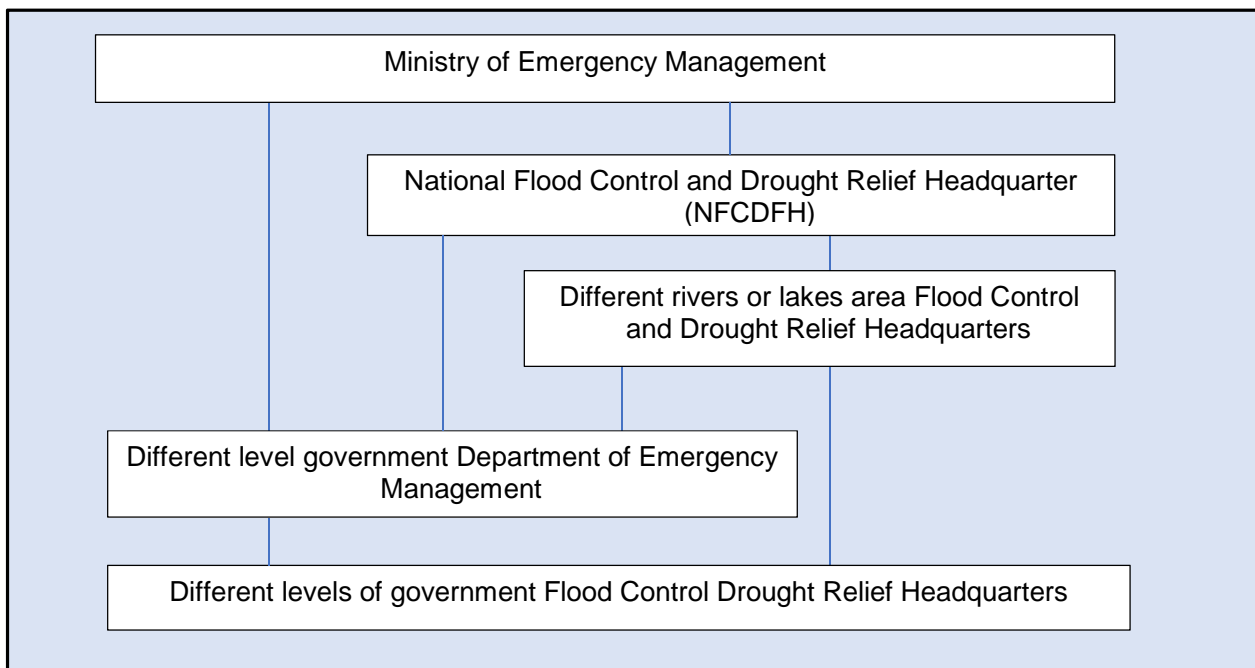 Ministry of Emergency Management
National Flood Control and Drought Relief Headquarter
(NFCDFH)
Different rivers or lakes area Flood Control
and Drought Relief Headquarters
Different level government Department of Emergency
Management
Different levels of government Flood Control Drought Relief Headquarters